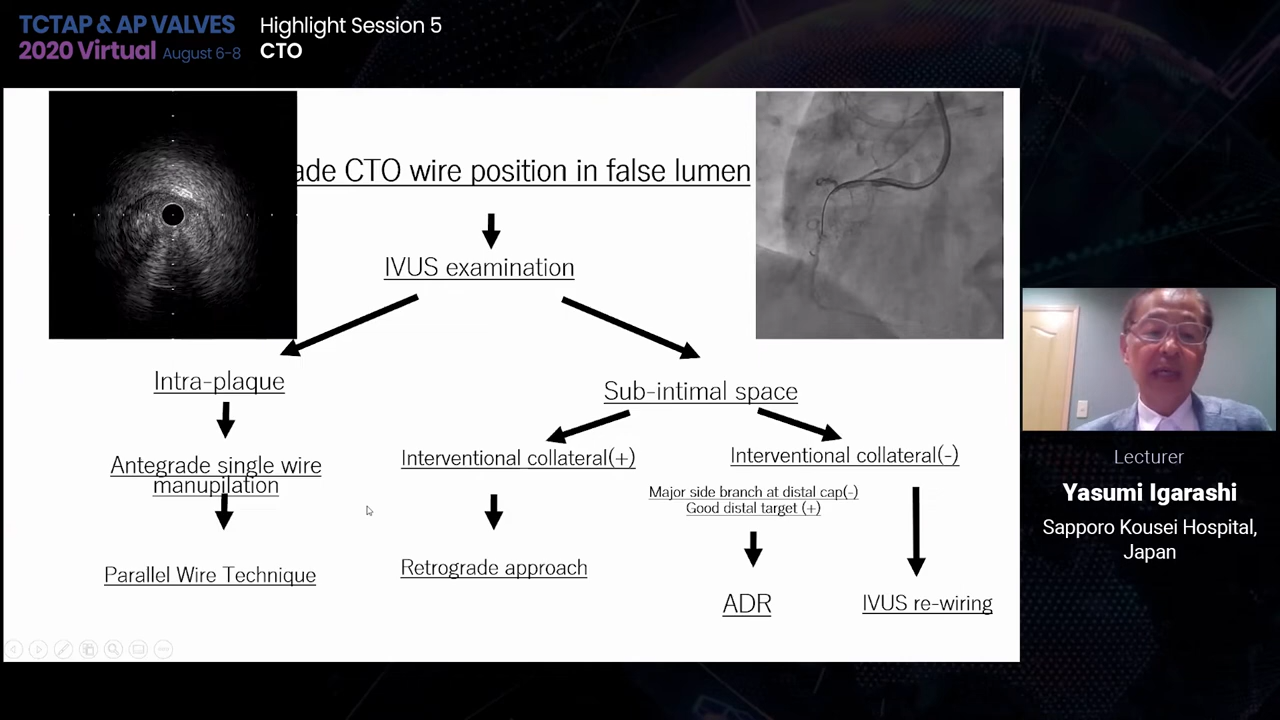 TCTAP & AP VALVES
2020 Virtual August 6-8
Highlight Session 5
CTO
ade CTO wire position in false lumen
IVUS examination
Intra-plaque
Sub-intimal space
Antegrade single wire
manupilation
Interventional collateral(+)
Interventional collateral(-)
Major side branch at distal cap(-)
Good distal target (+)
Parallel Wire Technique
Retrograde approach
ADR
IVUS re-wiring
Lecturer
Yasumi Igarashi
Sapporo Kousei Hospital,
Japan